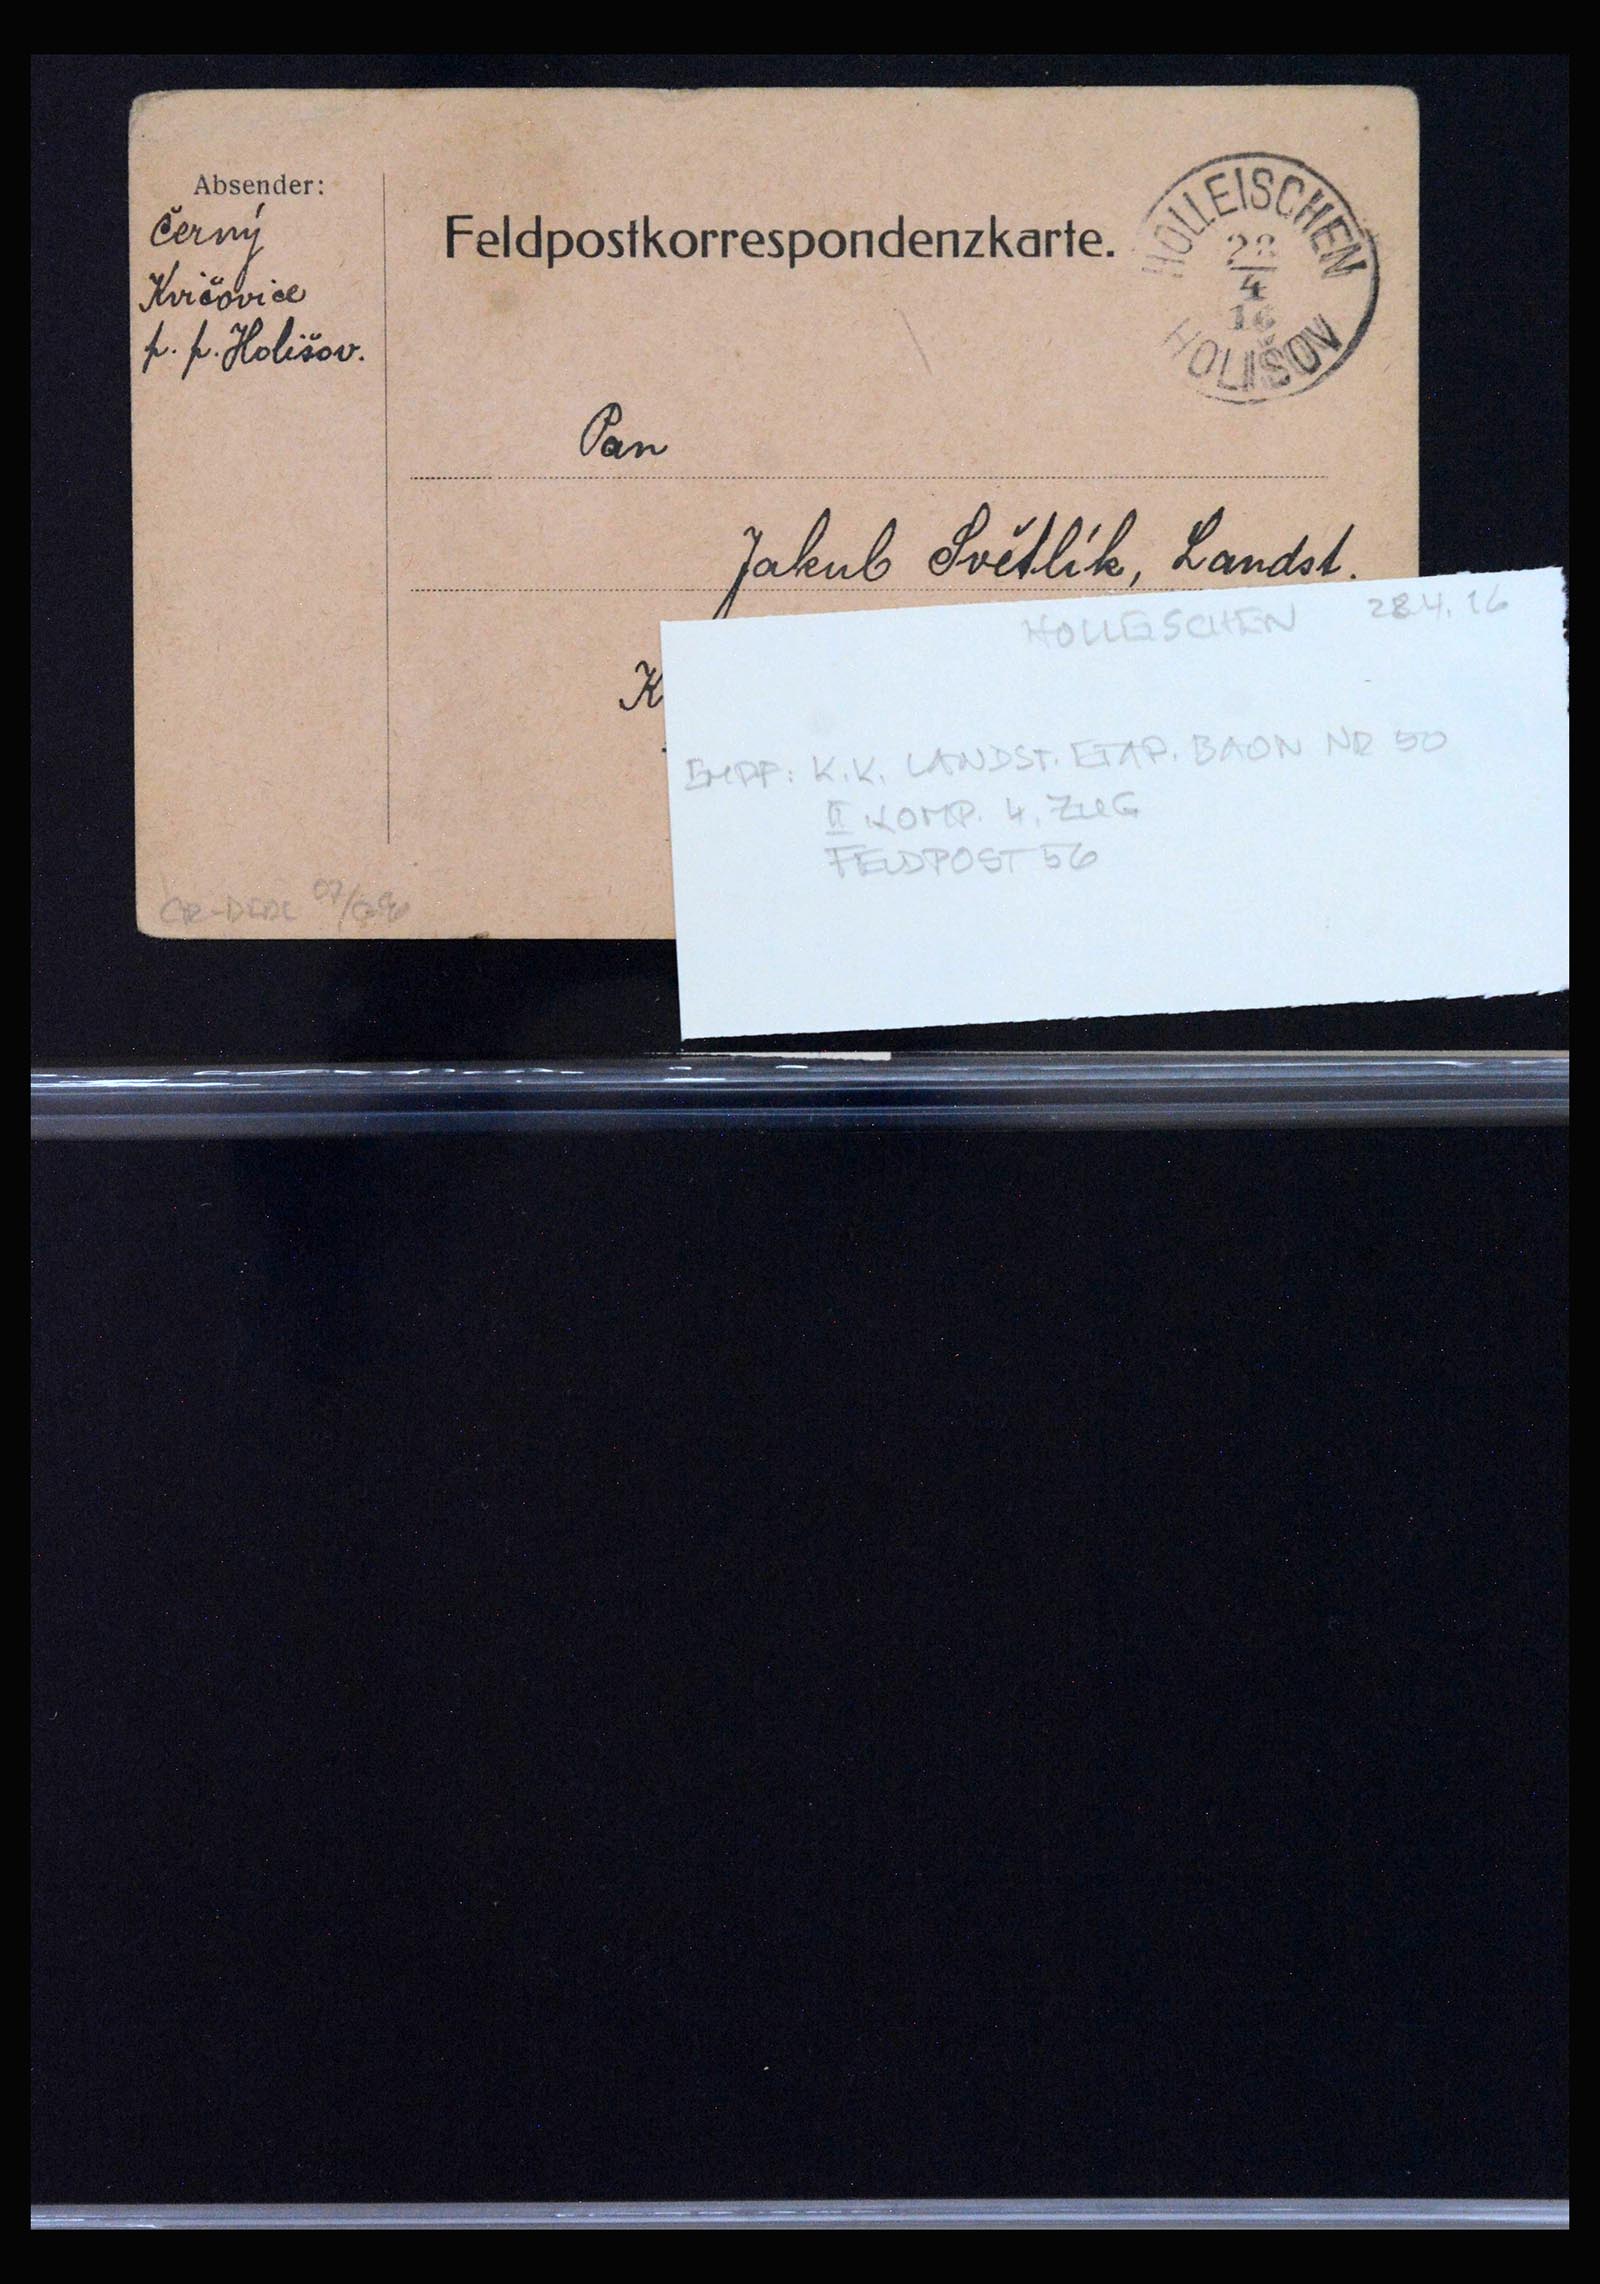 Absender:
Černý
Kvičovice
p. p. Holišov.
Feldpostkorrespondenzkarte.
HOLLEISCHEN
28
4
16
HOLIŠOV
Pan
Jakub Světlík, Landst.
K
HOLLEISCHEN 28.4.16
EMPF: K.K. LANDST. ETAP. BAON NR 50
II KOMP. 4. ZUG
FELDPOST 56